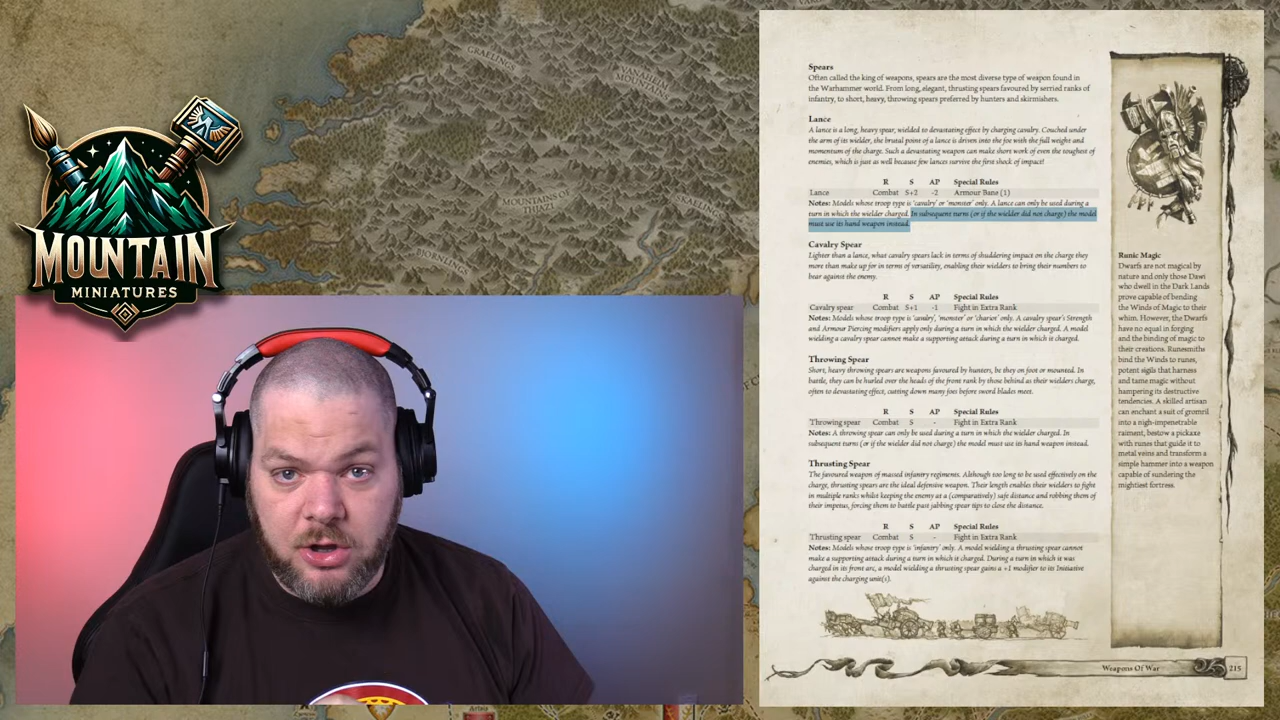 GRAELINGS
VANAHEIM
MOUNTAINS
BJORNLINGS
MOUNTAIN
MINIATURES
Spears
Often called the king of weapons, spears are the most diverse type of weapon found in
the Warhammer world. From long, elegant, thrusting spears favoured by serried ranks of
infantry, to short, heavy, throwing spears preferred by hunters and skirmishers.
Lance
A lance is a long, heavy spear, wielded to devastating effect by charging cavalry. Couched under
the arm of its wielder, the brutal point of a lance is driven into the foe with the full weight and
momentum of the charge. Such a devastating weapon can make short work of even the toughest of
enemies, which is just as well because few lances survive the first shock of impact!
R S AP Special Rules
Lance Combat S+2 -2 Armour Bane (1)
Notes: Models whose troop type is 'cavalry' or 'monster' only. A lance can only be used during a
turn in which the wielder charged. In subsequent turns (or if the wielder did not charge) the model
must use its hand weapon instead.
Cavalry Spear
Lighter than a lance, what cavalry spears lack in terms of shuddering impact on the charge they
more than make up for in terms of versatility, enabling their wielders to bring their numbers to
bear against the enemy.
R S AP Special Rules
Cavalry spear Combat S+1 -1 Fight in Extra Rank
Notes: Models whose troop type is 'cavalry', 'monster' or 'chariot' only. A cavalry spear's Strength
and Armour Piercing modifiers apply only during a turn in which the wielder charged. A model
wielding a cavalry spear cannot make a supporting attack during a turn in which it charged.
Throwing Spear
Short, heavy throwing spears are weapons favoured by hunters, be they on foot or mounted. In
battle, they can be hurled over the heads of the front rank by those behind as their wielders charge,
often to devastating effect, cutting down many foes before sword blades meet.
R S AP Special Rules
Throwing spear Combat S - Fight in Extra Rank
Notes: A throwing spear can only be used during a turn in which the wielder charged. In
subsequent turns (or if the wielder did not charge) the model must use its hand weapon instead.
Thrusting Spear
The favoured weapon of massed infantry regiments. Although too long to be used effectively on the
charge, thrusting spears are the ideal defensive weapon. Their length enables their wielders to fight
in multiple ranks whilst keeping the enemy at a (comparatively) safe distance and robbing them of
their impetus, forcing them to battle past jabbing spear tips to close the distance.
R S AP Special Rules
Thrusting spear Combat S - Fight in Extra Rank
Notes: Models whose troop type is 'infantry' only. A model wielding a thrusting spear cannot
make a supporting attack during a turn in which it charged. During a turn in which it was
charged in its front arc, a model wielding a thrusting spear gains a +1 modifier to its Initiative
against the charging unit(s).
Runic Magic
Dwarfs are not magical by
nature and only those Dawi
who dwell in the Dark Lands
prove capable of bending
the Winds of Magic to their
whim. However, the Dwarfs
have no equal in forging
and the binding of magic to
their creations. Runesmiths
bind the Winds to runes,
potent sigils that harness
and tame magic without
hampering its destructive
tendencies. A skilled artisan
can enchant a suit of gromril
into a nigh-impenetrable
raiment, bestow a pickaxe
with runes that guide it to
metal veins and transform a
simple hammer into a weapon
capable of sundering the
mightiest fortress.
Weapons Of War 215